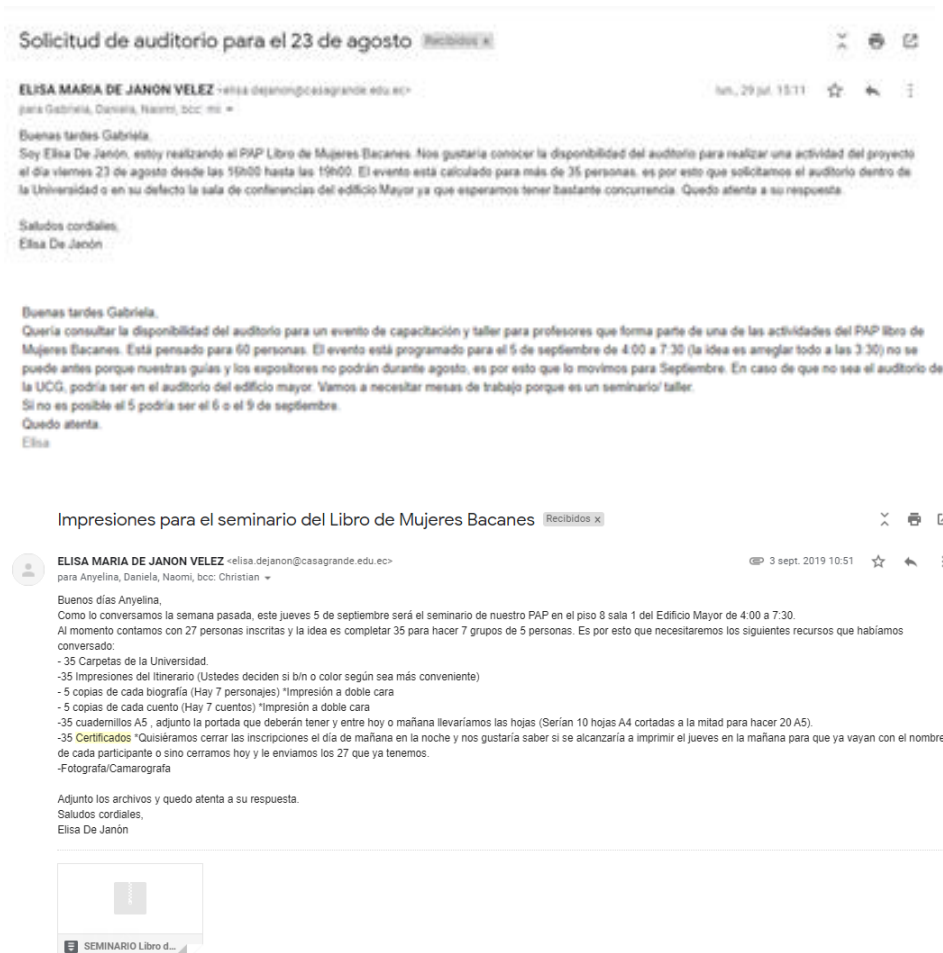 Solicitud de auditorio para el 23 de agosto Recibidos x
ELISA MARIA DE JANON VELEZ <elisa.dejanon@casagrande.edu.ec> lun., 29 jul. 15:11
para Gabriela, Daniela, Naomi, bcc: mí
Buenas tardes Gabriela.
Soy Elisa De Janón, estoy realizando el PAP Libro de Mujeres Bacanes. Nos gustaría conocer la disponibilidad del auditorio para realizar una actividad del proyecto
el día viernes 23 de agosto desde las 16h00 hasta las 19h00. El evento está calculado para más de 35 personas, es por esto que solicitamos el auditorio dentro de
la Universidad o en su defecto la sala de conferencias del edificio Mayor ya que esperamos tener bastante concurrencia. Quedo atenta a su respuesta.
Saludos cordiales,
Elisa De Janón
Buenas tardes Gabriela,
Quería consultar la disponibilidad del auditorio para un evento de capacitación y taller para profesores que forma parte de una de las actividades del PAP libro de
Mujeres Bacanes. Está pensado para 60 personas. El evento está programado para el 5 de septiembre de 4:00 a 7:30 (la idea es arreglar todo a las 3:30) no se
puede antes porque nuestras guías y los expositores no podrán durante agosto, es por esto que lo movimos para Septiembre. En caso de que no sea el auditorio de
la UCG, podría ser en el auditorio del edificio mayor. Vamos a necesitar mesas de trabajo porque es un seminario/ taller.
Si no es posible el 5 podría ser el 6 o el 9 de septiembre.
Quedo atenta.
Elisa
Impresiones para el seminario del Libro de Mujeres Bacanes Recibidos x
ELISA MARIA DE JANON VELEZ <elisa.dejanon@casagrande.edu.ec> 3 sept. 2019 10:51
para Anyelina, Daniela, Naomi, bcc: Christian
Buenos días Anyelina,
Como lo conversamos la semana pasada, este jueves 5 de septiembre será el seminario de nuestro PAP en el piso 8 sala 1 del Edificio Mayor de 4:00 a 7:30.
Al momento contamos con 27 personas inscritas y la idea es completar 35 para hacer 7 grupos de 5 personas. Es por esto que necesitaremos los siguientes recursos que habíamos
conversado:
- 35 Carpetas de la Universidad.
-35 Impresiones del Itinerario (Ustedes deciden si b/n o color según sea más conveniente)
- 5 copias de cada biografía (Hay 7 personajes) *Impresión a doble cara
- 5 copias de cada cuento (Hay 7 cuentos) *Impresión a doble cara
-35 cuadernillos A5 , adjunto la portada que deberán tener y entre hoy o mañana llevaríamos las hojas (Serían 10 hojas A4 cortadas a la mitad para hacer 20 A5).
-35 Certificados *Quisiéramos cerrar las inscripciones el día de mañana en la noche y nos gustaría saber si se alcanzaría a imprimir el jueves en la mañana para que ya vayan con el nombre
de cada participante o sino cerramos hoy y le enviamos los 27 que ya tenemos.
-Fotografa/Camarografa
Adjunto los archivos y quedo atenta a su respuesta.
Saludos cordiales,
Elisa De Janón
SEMINARIO Libro d...